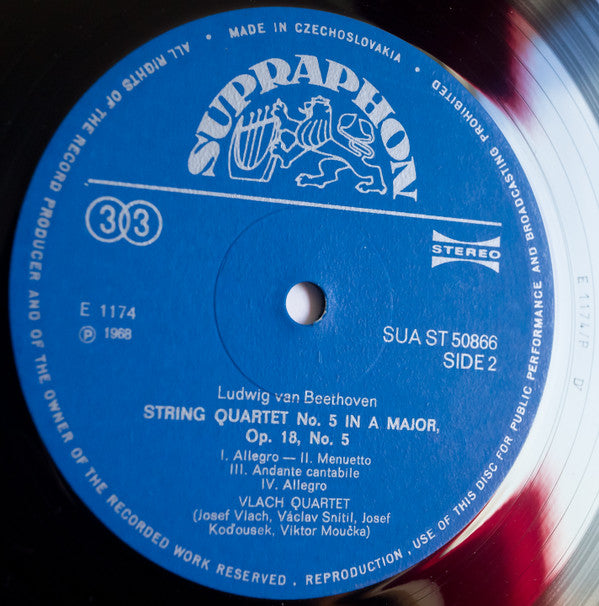 ALL RIGHTS OF THE RECORD PRODUCER AND OF THE OWNER OF THE RECORDED WORK RESERVED . REPRODUCTION , USE OF THIS DISC FOR PUBLIC PERFORMANCE AND BROADCASTING PROHIBITED
• MADE IN CZECHOSLOVAKIA •
SUPRAPHON
33
STEREO
E 1174
℗ 1968
SUA ST 50866
SIDE 2
Ludwig van Beethoven
STRING QUARTET No. 5 IN A MAJOR,
Op. 18, No. 5
I. Allegro — II. Menuetto
III. Andante cantabile
IV. Allegro
VLACH QUARTET
(Josef Vlach, Václav Snítil, Josef
Koďousek, Viktor Moučka)
E 1174/P D'